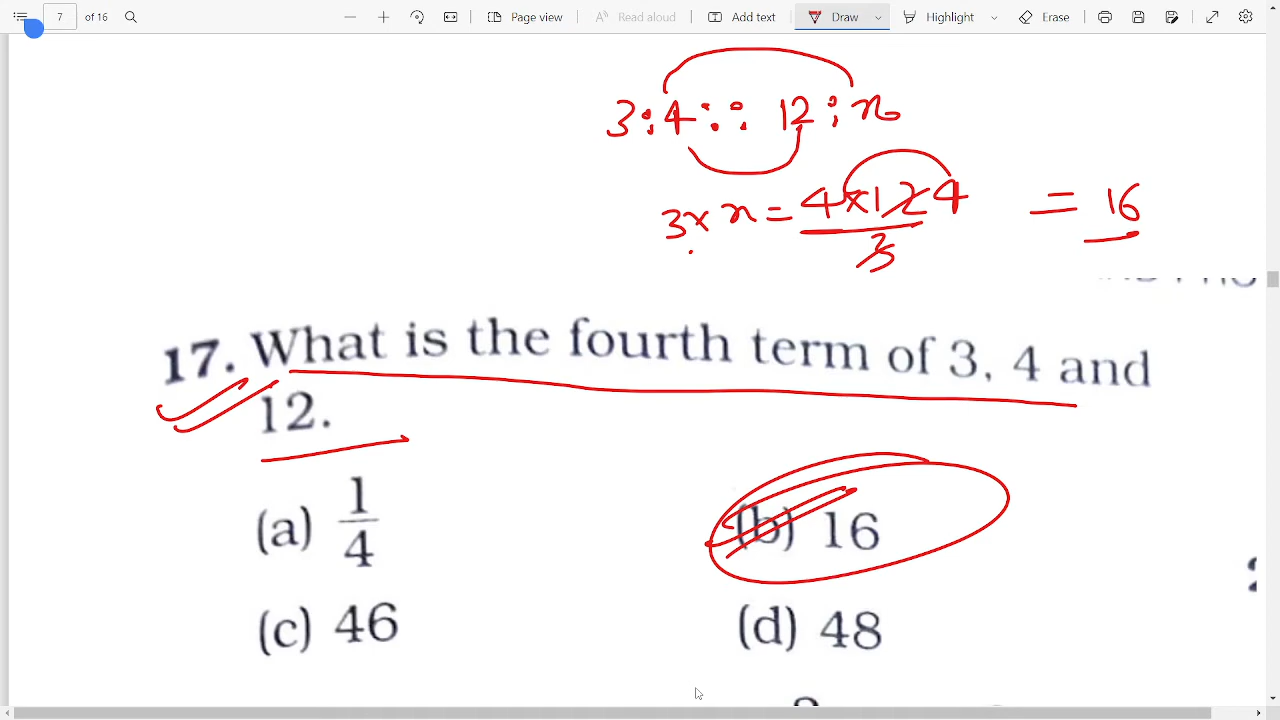 7 of 16 Page view Read aloud Add text Draw Highlight Erase
3 : 4 : : 12 : x
3 × x = 4 × 12 4 = 16
3
17. What is the fourth term of 3, 4 and
12.
(a) 1/4 (b) 16
(c) 46 (d) 48